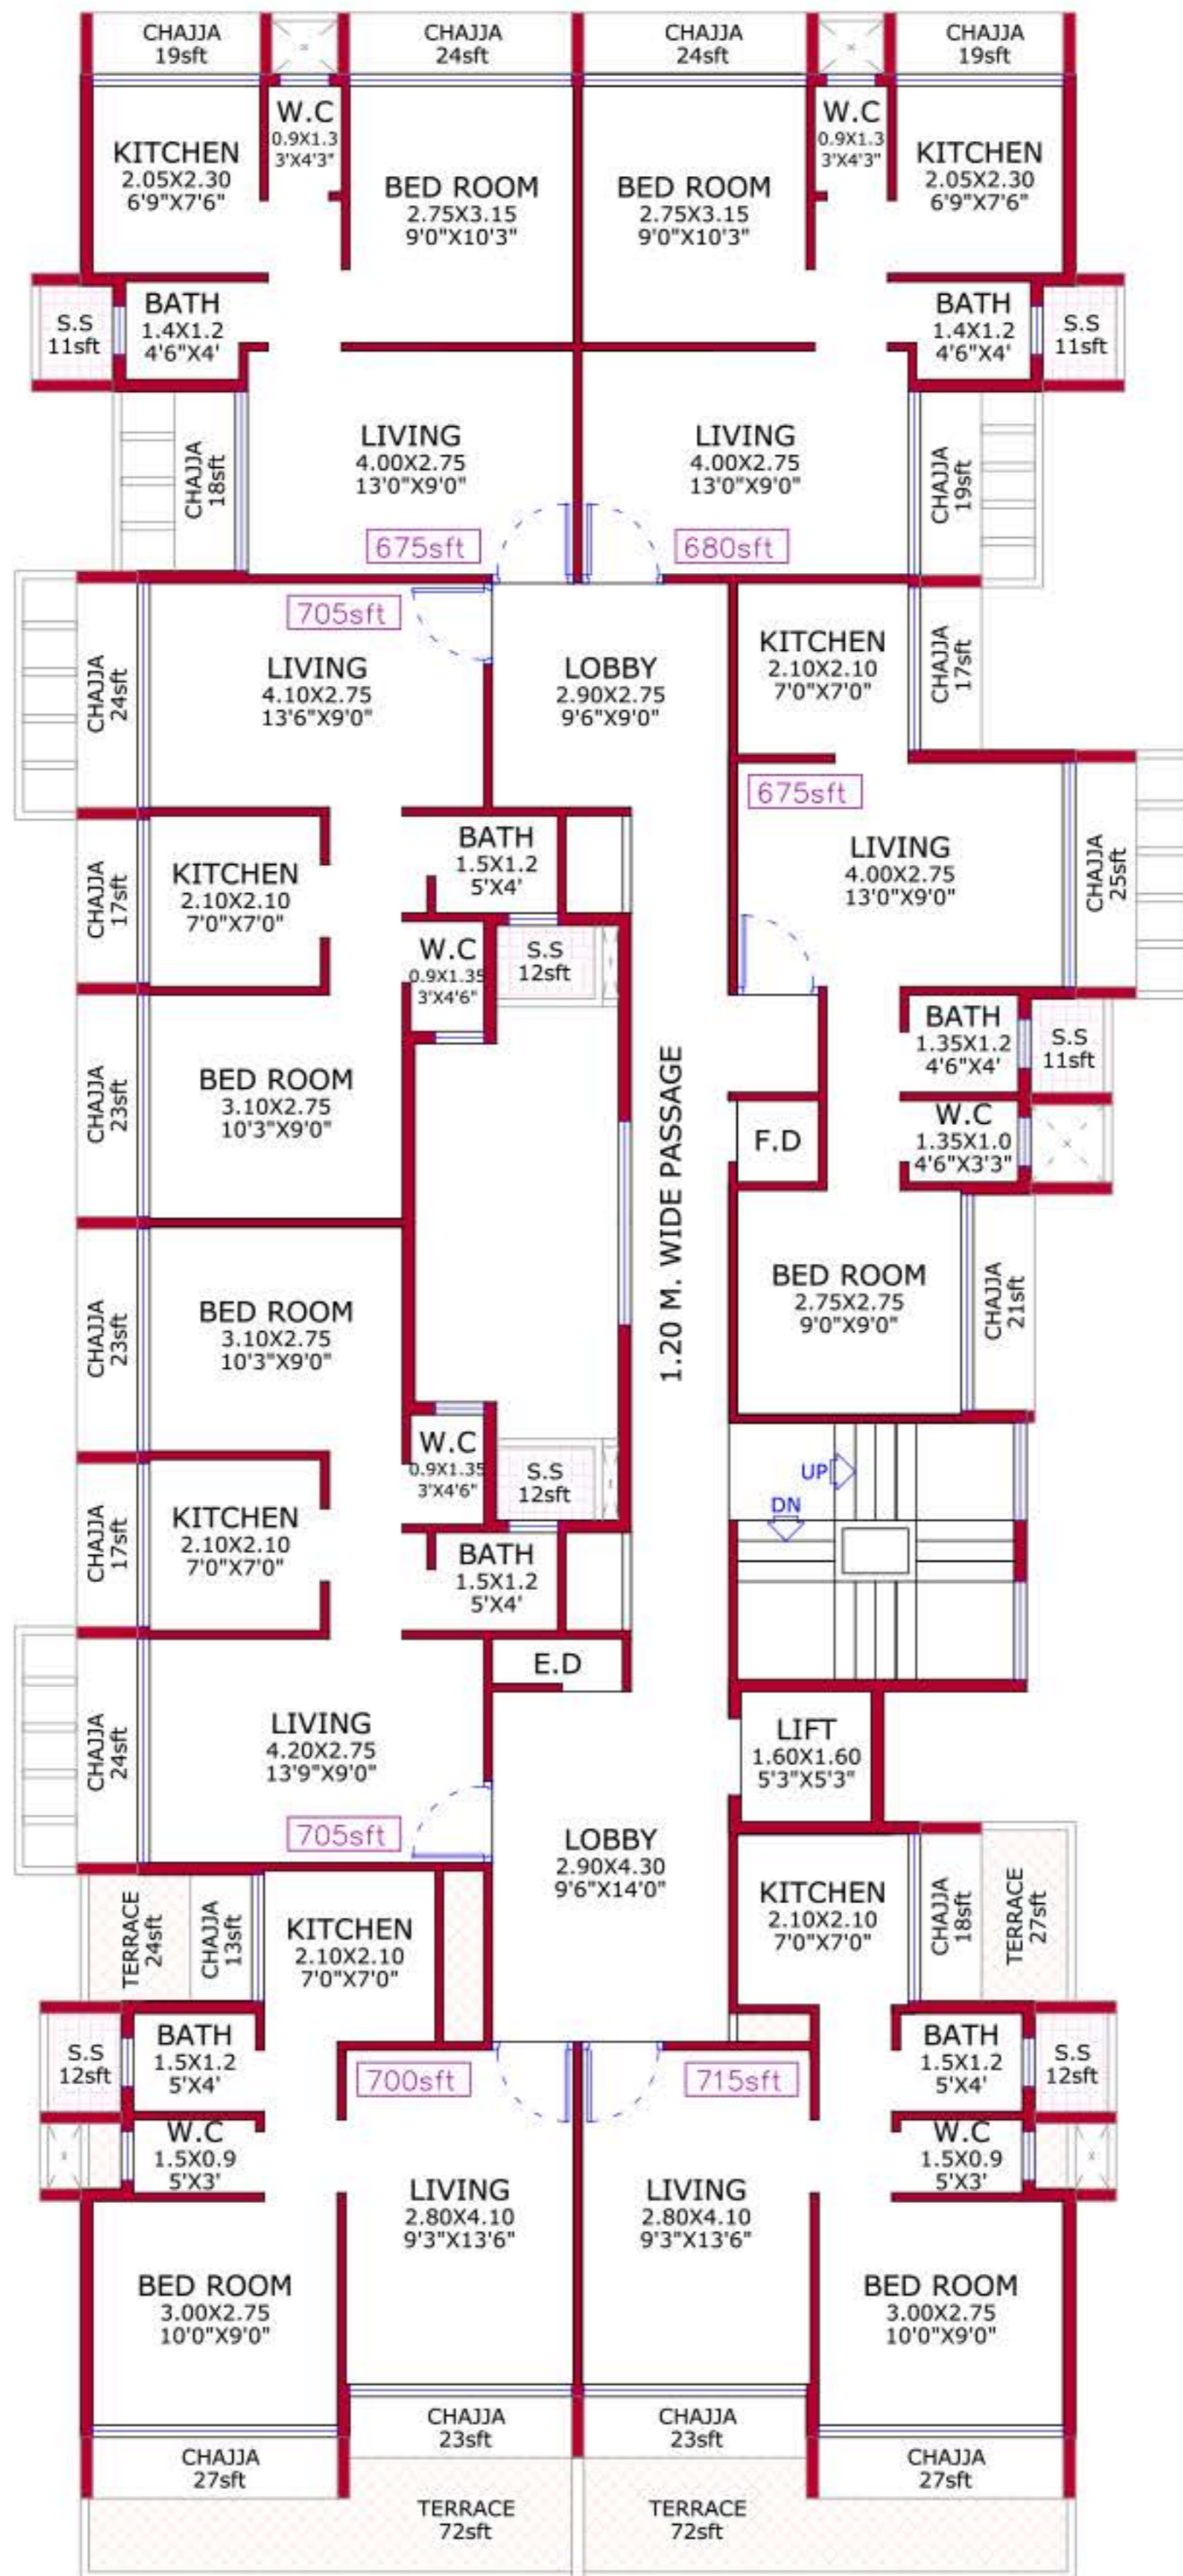 CHAJJA
19sft
CHAJJA
24sft
CHAJJA
24sft
CHAJJA
19sft
W.C
0.9X1.3
3'X4'3"
W.C
0.9X1.3
3'X4'3"
KITCHEN
2.05X2.30
6'9"X7'6"
BED ROOM
2.75X3.15
9'0"X10'3"
BED ROOM
2.75X3.15
9'0"X10'3"
KITCHEN
2.05X2.30
6'9"X7'6"
S.S
11sft
BATH
1.4X1.2
4'6"X4'
BATH
1.4X1.2
4'6"X4'
S.S
11sft
CHAJJA
18sft
LIVING
4.00X2.75
13'0"X9'0"
LIVING
4.00X2.75
13'0"X9'0"
CHAJJA
19sft
675sft
680sft
705sft
CHAJJA
24sft
LIVING
4.10X2.75
13'6"X9'0"
LOBBY
2.90X2.75
9'6"X9'0"
KITCHEN
2.10X2.10
7'0"X7'0"
CHAJJA
17sft
675sft
CHAJJA
17sft
KITCHEN
2.10X2.10
7'0"X7'0"
BATH
1.5X1.2
5'X4'
LIVING
4.00X2.75
13'0"X9'0"
CHAJJA
25sft
W.C
0.9X1.35
3'X4'6"
S.S
12sft
BATH
1.35X1.2
4'6"X4'
S.S
11sft
CHAJJA
23sft
BED ROOM
3.10X2.75
10'3"X9'0"
1.20 M. WIDE PASSAGE
F.D
W.C
1.35X1.0
4'6"X3'3"
CHAJJA
23sft
BED ROOM
3.10X2.75
10'3"X9'0"
BED ROOM
2.75X2.75
9'0"X9'0"
CHAJJA
21sft
W.C
0.9X1.35
3'X4'6"
S.S
12sft
UP
DN
CHAJJA
17sft
KITCHEN
2.10X2.10
7'0"X7'0"
BATH
1.5X1.2
5'X4'
E.D
CHAJJA
24sft
LIVING
4.20X2.75
13'9"X9'0"
LIFT
1.60X1.60
5'3"X5'3"
705sft
LOBBY
2.90X4.30
9'6"X14'0"
TERRACE
24sft
CHAJJA
13sft
KITCHEN
2.10X2.10
7'0"X7'0"
KITCHEN
2.10X2.10
7'0"X7'0"
CHAJJA
18sft
TERRACE
27sft
S.S
12sft
BATH
1.5X1.2
5'X4'
700sft
715sft
BATH
1.5X1.2
5'X4'
S.S
12sft
W.C
1.5X0.9
5'X3'
W.C
1.5X0.9
5'X3'
LIVING
2.80X4.10
9'3"X13'6"
LIVING
2.80X4.10
9'3"X13'6"
BED ROOM
3.00X2.75
10'0"X9'0"
BED ROOM
3.00X2.75
10'0"X9'0"
CHAJJA
23sft
CHAJJA
23sft
CHAJJA
27sft
CHAJJA
27sft
TERRACE
72sft
TERRACE
72sft